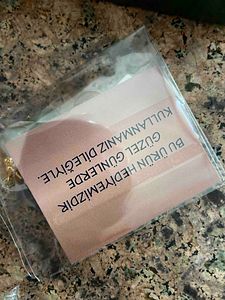 BU ÜRÜN HEDİYEMİZDİR
GÜZEL GÜNLERDE
KULLANMANIZ DİLEĞİYLE.